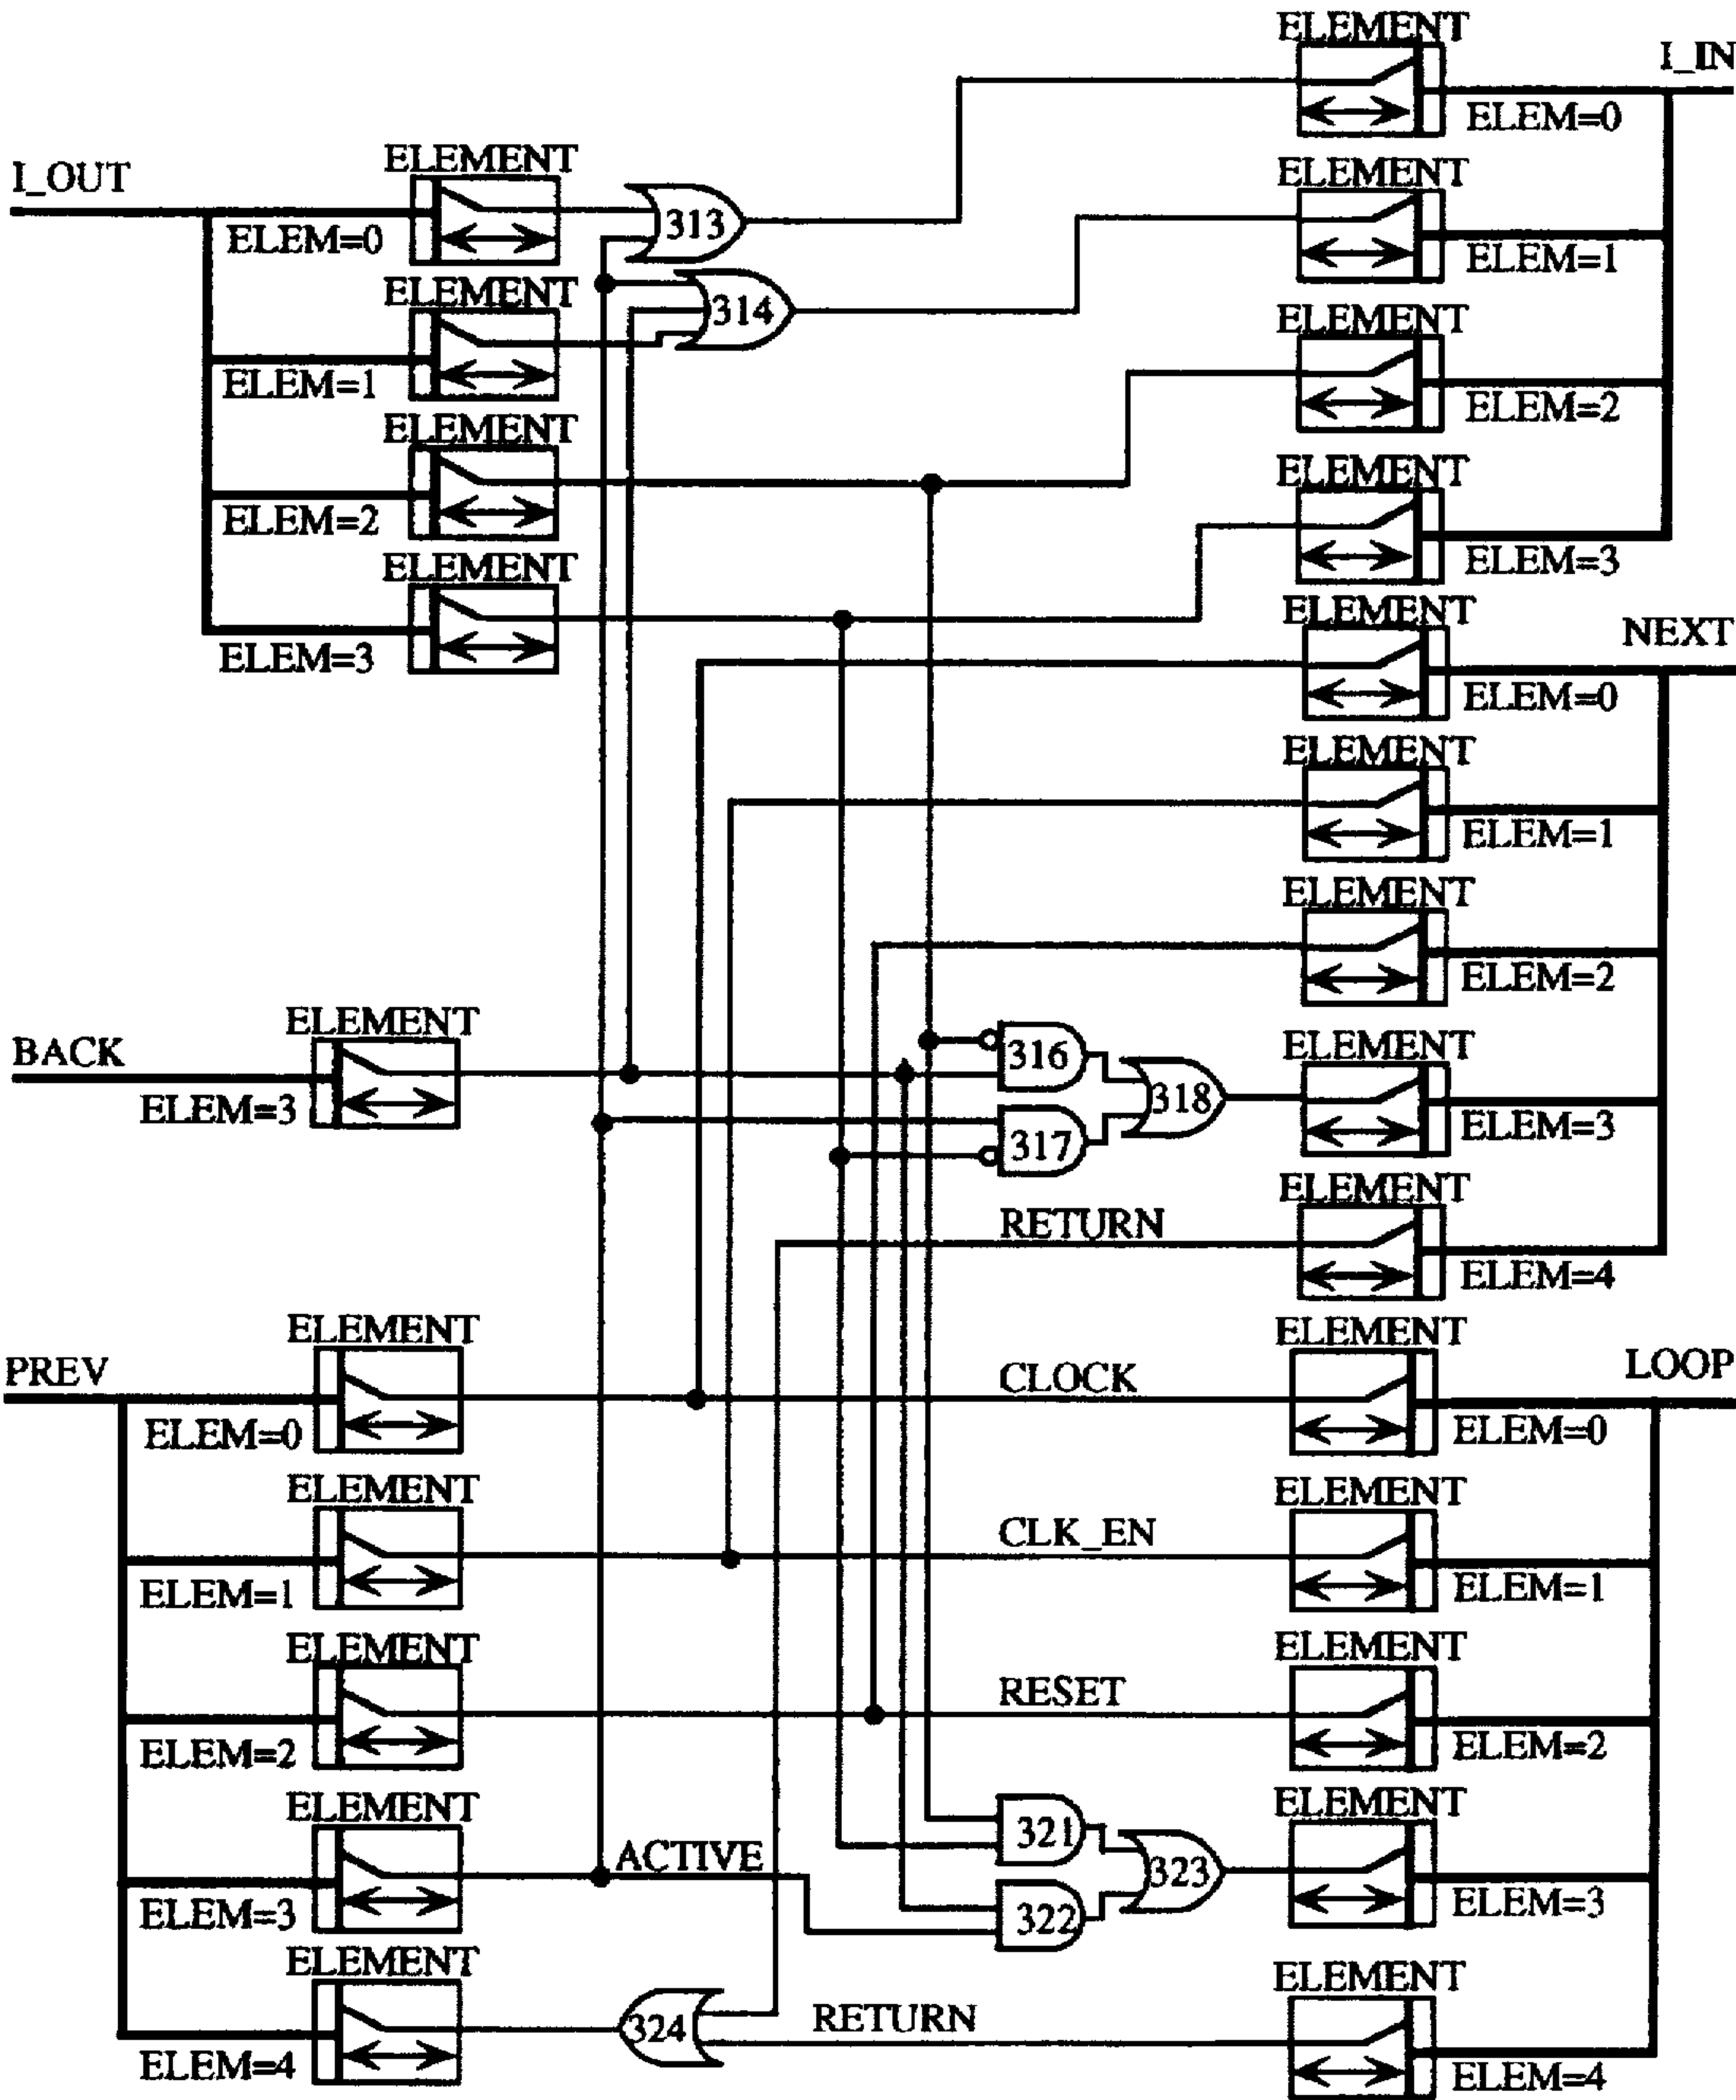 ELEMENT
I_IN
ELEM=0
ELEMENT
I_OUT
ELEM=0
313
ELEMENT
ELEM=1
ELEMENT
ELEM=1
314
ELEMENT
ELEM=2
ELEMENT
ELEM=2
ELEMENT
ELEM=3
ELEMENT
ELEM=3
ELEMENT
NEXT
ELEM=0
ELEMENT
ELEM=1
ELEMENT
ELEM=2
ELEMENT
BACK
ELEM=3
316
318
317
ELEMENT
ELEM=3
RETURN
ELEMENT
ELEM=4
ELEMENT
PREV
ELEM=0
CLOCK
ELEMENT
LOOP
ELEM=0
ELEMENT
ELEM=1
CLK_EN
ELEMENT
ELEM=1
ELEMENT
ELEM=2
RESET
ELEMENT
ELEM=2
ELEMENT
ELEM=3
ACTIVE
321
323
322
ELEMENT
ELEM=3
ELEMENT
ELEM=4
324
RETURN
ELEMENT
ELEM=4